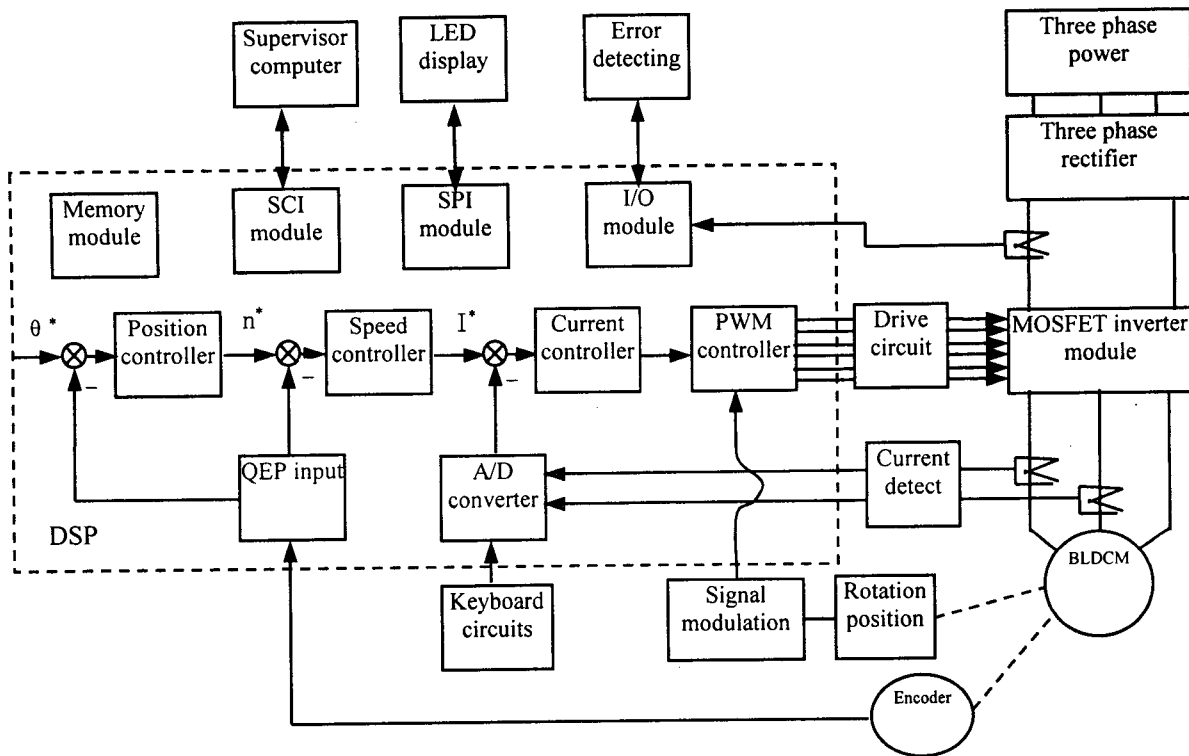 Supervisor
computer
LED
display
Error
detecting
Three phase
power
Three phase
rectifier
Memory
module
SCI
module
SPI
module
I/O
module
θ*
Position
controller
n*
Speed
controller
I*
Current
controller
PWM
controller
Drive
circuit
MOSFET inverter
module
–
–
–
QEP input
A/D
converter
Current
detect
DSP
BLDCM
Keyboard
circuits
Signal
modulation
Rotation
position
Encoder